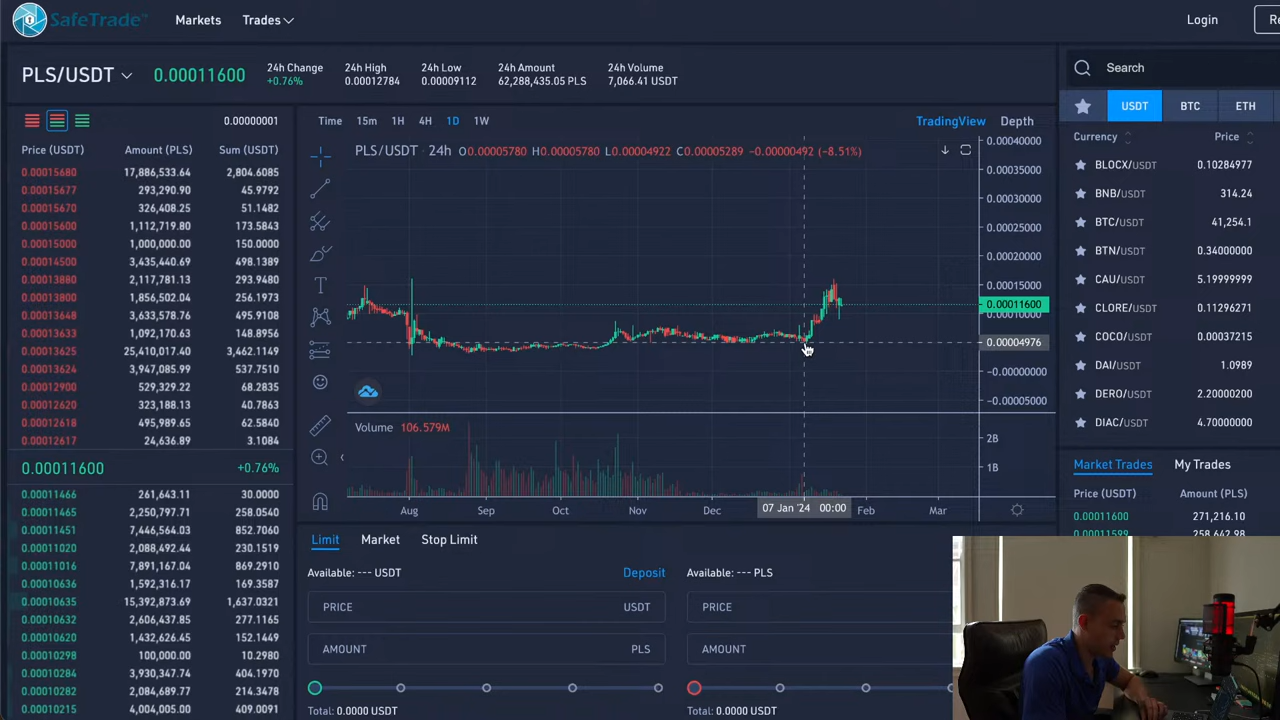 SafeTrade™ Markets Trades Login Re
PLS/USDT 0.00011600
24h Change
+0.76%
24h High
0.00012784
24h Low
0.00009112
24h Amount
62,288,435.05 PLS
24h Volume
7,066.41 USDT
0.00000001
Price (USDT) Amount (PLS) Sum (USDT)
0.00015680 17,886,533.64 2,804.6085
0.00015677 293,290.90 45.9792
0.00015670 326,408.25 51.1482
0.00015600 1,112,719.80 173.5843
0.00015000 1,000,000.00 150.0000
0.00014500 3,435,440.69 498.1389
0.00013880 2,117,781.13 293.9480
0.00013800 1,856,502.04 256.1973
0.00013648 3,633,578.76 495.9108
0.00013633 1,092,170.63 148.8956
0.00013625 25,410,017.40 3,462.1149
0.00013624 3,947,085.99 537.7510
0.00012920 529,329.22 68.2835
0.00012620 323,188.10 40.7863
0.00012618 495,989.65 62.5840
0.00012617 24,636.89 3.1084
0.00011600 +0.76%
0.00011466 261,643.11 30.0000
0.00011465 2,250,797.71 258.0540
0.00011451 7,446,564.03 852.7060
0.00011020 2,088,492.44 230.1519
0.00011016 7,891,167.04 869.2910
0.00010636 1,592,316.17 169.3587
0.00010635 15,392,873.69 1,637.0321
0.00010632 2,606,437.85 277.1165
0.00010620 1,432,626.45 152.1449
0.00010298 100,000.00 10.2980
0.00010284 3,930,347.74 404.1970
0.00010282 2,084,689.77 214.3478
0.00010215 4,004,005.00 409.0091
Time 15m 1H 4H 1D 1W TradingView Depth
PLS/USDT · 24h O0.00005780 H0.00005780 L0.00004922 C0.00005289 −0.00000492 (−8.51%)
0.00040000
0.00035000
0.00030000
0.00025000
0.00020000
0.00015000
0.00011600
0.00010000
0.00004976
−0.00000000
−0.00005000
Volume 106.579M
2B
1B
Aug Sep Oct Nov Dec 07 Jan '24 00:00 Feb Mar
Limit Market Stop Limit
Available: --- USDT Deposit
PRICE USDT
AMOUNT PLS
Total: 0.0000 USDT
Available: --- PLS
PRICE
AMOUNT
Total: 0.0000 USDT
Search
USDT BTC ETH
Currency Price
BLOCX/USDT 0.10284977
BNB/USDT 314.24
BTC/USDT 41,254.1
BTN/USDT 0.34000000
CAU/USDT 5.19999999
CLORE/USDT 0.11296271
COCO/USDT 0.00037215
DAI/USDT 1.0989
DERO/USDT 2.20000200
DIAC/USDT 4.70000000
Market Trades My Trades
Price (USDT) Amount (PLS)
0.00011600 271,216.10
0.00011599 258,642.98